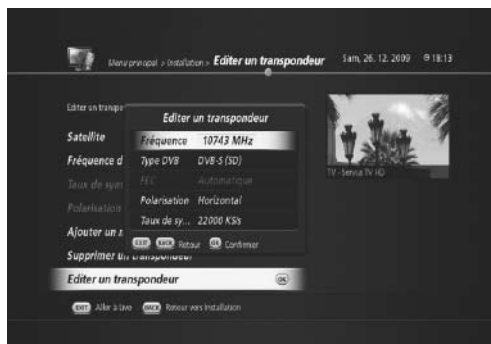 Menu principal > Installation > Editer un transpondeur
Sam, 26. 12. 2009 18:13
Editer un transpo
Satellite
Fréquence d
Taux de sym
Polarisation
Ajouter un
Supprimer un transpondeur
Editer un transpondeur OK
EXIT Aller à Live BACK Retour vers Installation
Editer un transpondeur
Fréquence 10743 MHz
Type DVB DVB-S (SD)
FEC Automatique
Polarisation Horizontal
Taux de sy... 22000 KS/s
EXIT BACK Retour OK Confirmer
TV - Servus TV HD